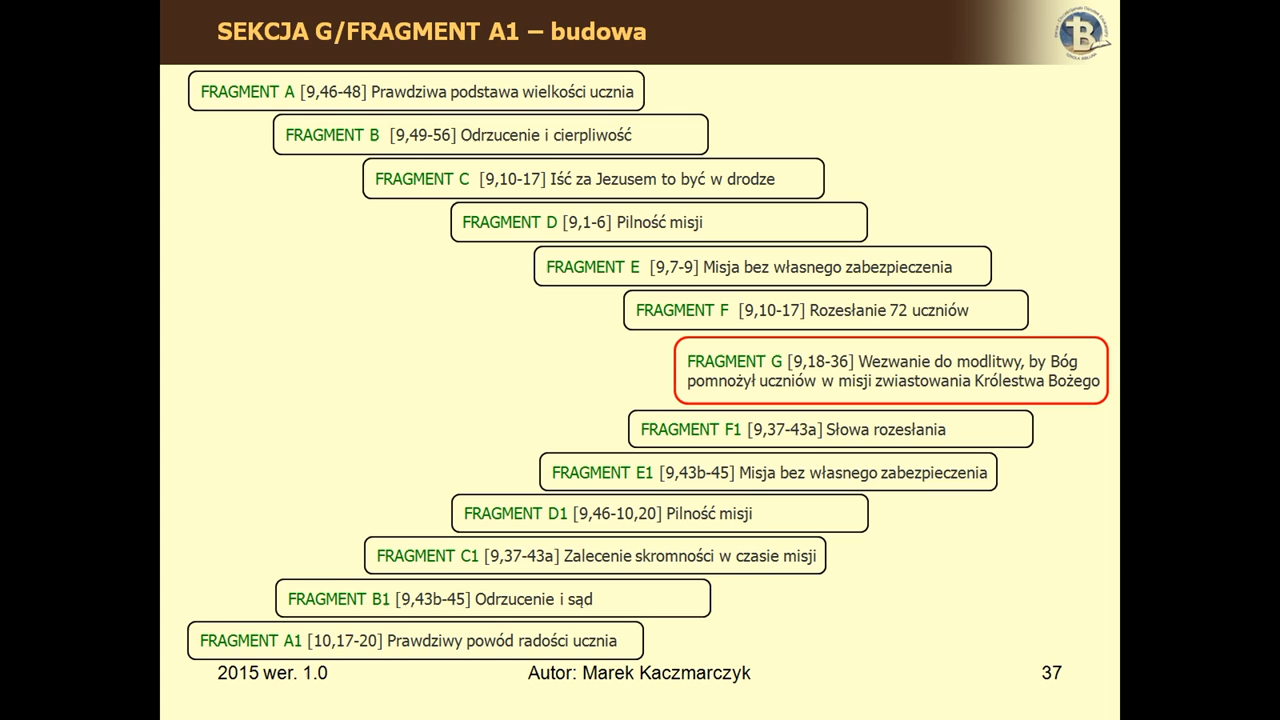 SEKCJA G/FRAGMENT A1 – budowa
FRAGMENT A [9,46-48] Prawdziwa podstawa wielkości ucznia
FRAGMENT B [9,49-56] Odrzucenie i cierpliwość
FRAGMENT C [9,10-17] Iść za Jezusem to być w drodze
FRAGMENT D [9,1-6] Pilność misji
FRAGMENT E [9,7-9] Misja bez własnego zabezpieczenia
FRAGMENT F [9,10-17] Rozesłanie 72 uczniów
FRAGMENT G [9,18-36] Wezwanie do modlitwy, by Bóg
pomnożył uczniów w misji zwiastowania Królestwa Bożego
FRAGMENT F1 [9,37-43a] Słowa rozesłania
FRAGMENT E1 [9,43b-45] Misja bez własnego zabezpieczenia
FRAGMENT D1 [9,46-10,20] Pilność misji
FRAGMENT C1 [9,37-43a] Zalecenie skromności w czasie misji
FRAGMENT B1 [9,43b-45] Odrzucenie i sąd
FRAGMENT A1 [10,17-20] Prawdziwy powód radości ucznia
2015 wer. 1.0
Autor: Marek Kaczmarczyk
37